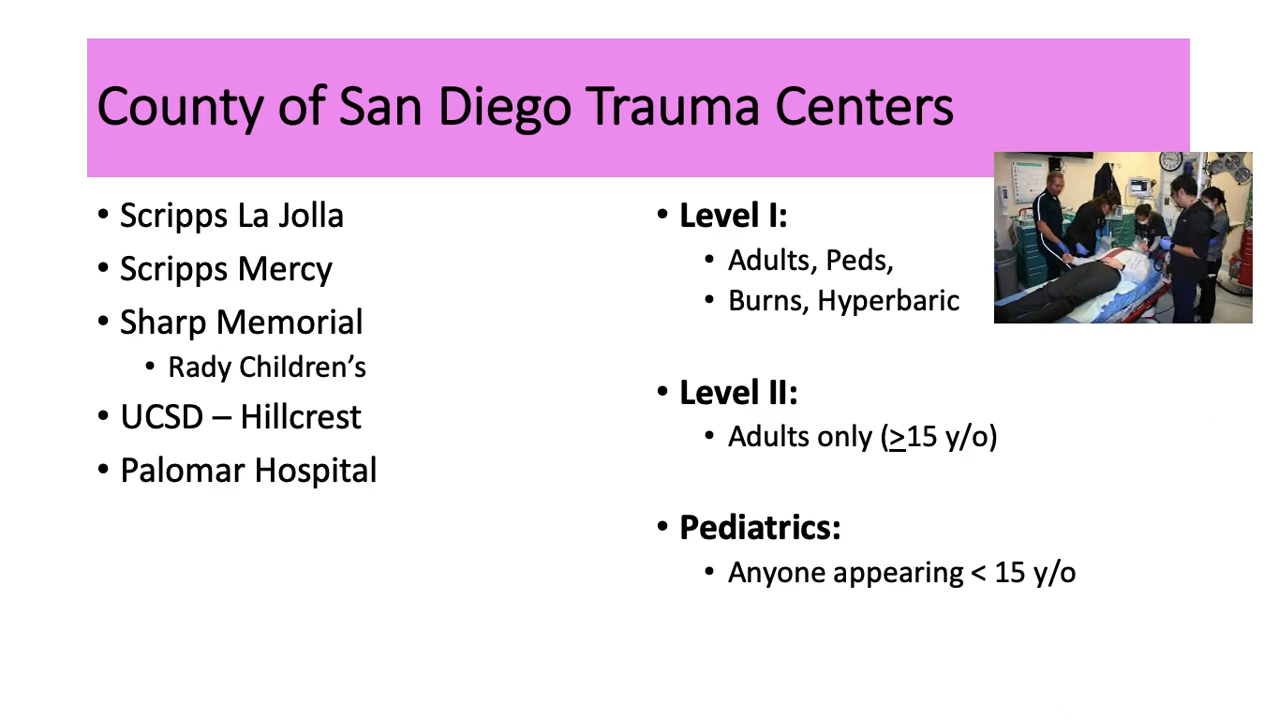 County of San Diego Trauma Centers
• Scripps La Jolla
• Scripps Mercy
• Sharp Memorial
• Rady Children’s
• UCSD – Hillcrest
• Palomar Hospital
• Level I:
• Adults, Peds,
• Burns, Hyperbaric
• Level II:
• Adults only (≥15 y/o)
• Pediatrics:
• Anyone appearing < 15 y/o